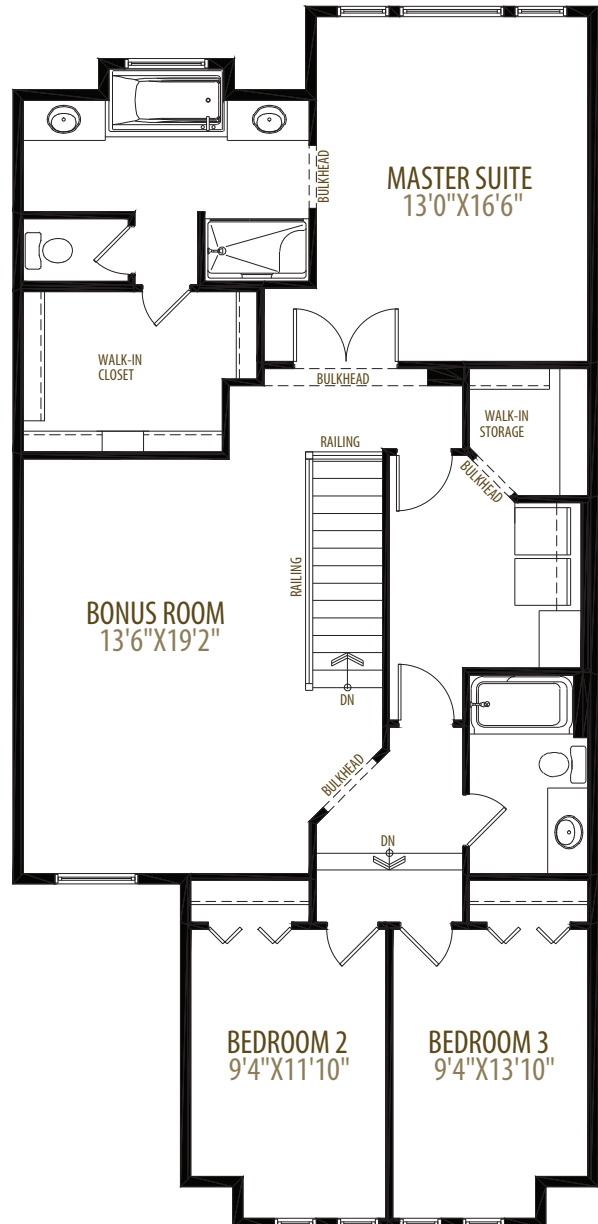 BULKHEAD
MASTER SUITE
13'0"X16'6"
WALK-IN
CLOSET
BULKHEAD
WALK-IN
STORAGE
RAILING
BULKHEAD
RAILING
BONUS ROOM
13'6"X19'2"
DN
BULKHEAD
DN
BEDROOM 2
9'4"X11'10"
BEDROOM 3
9'4"X13'10"